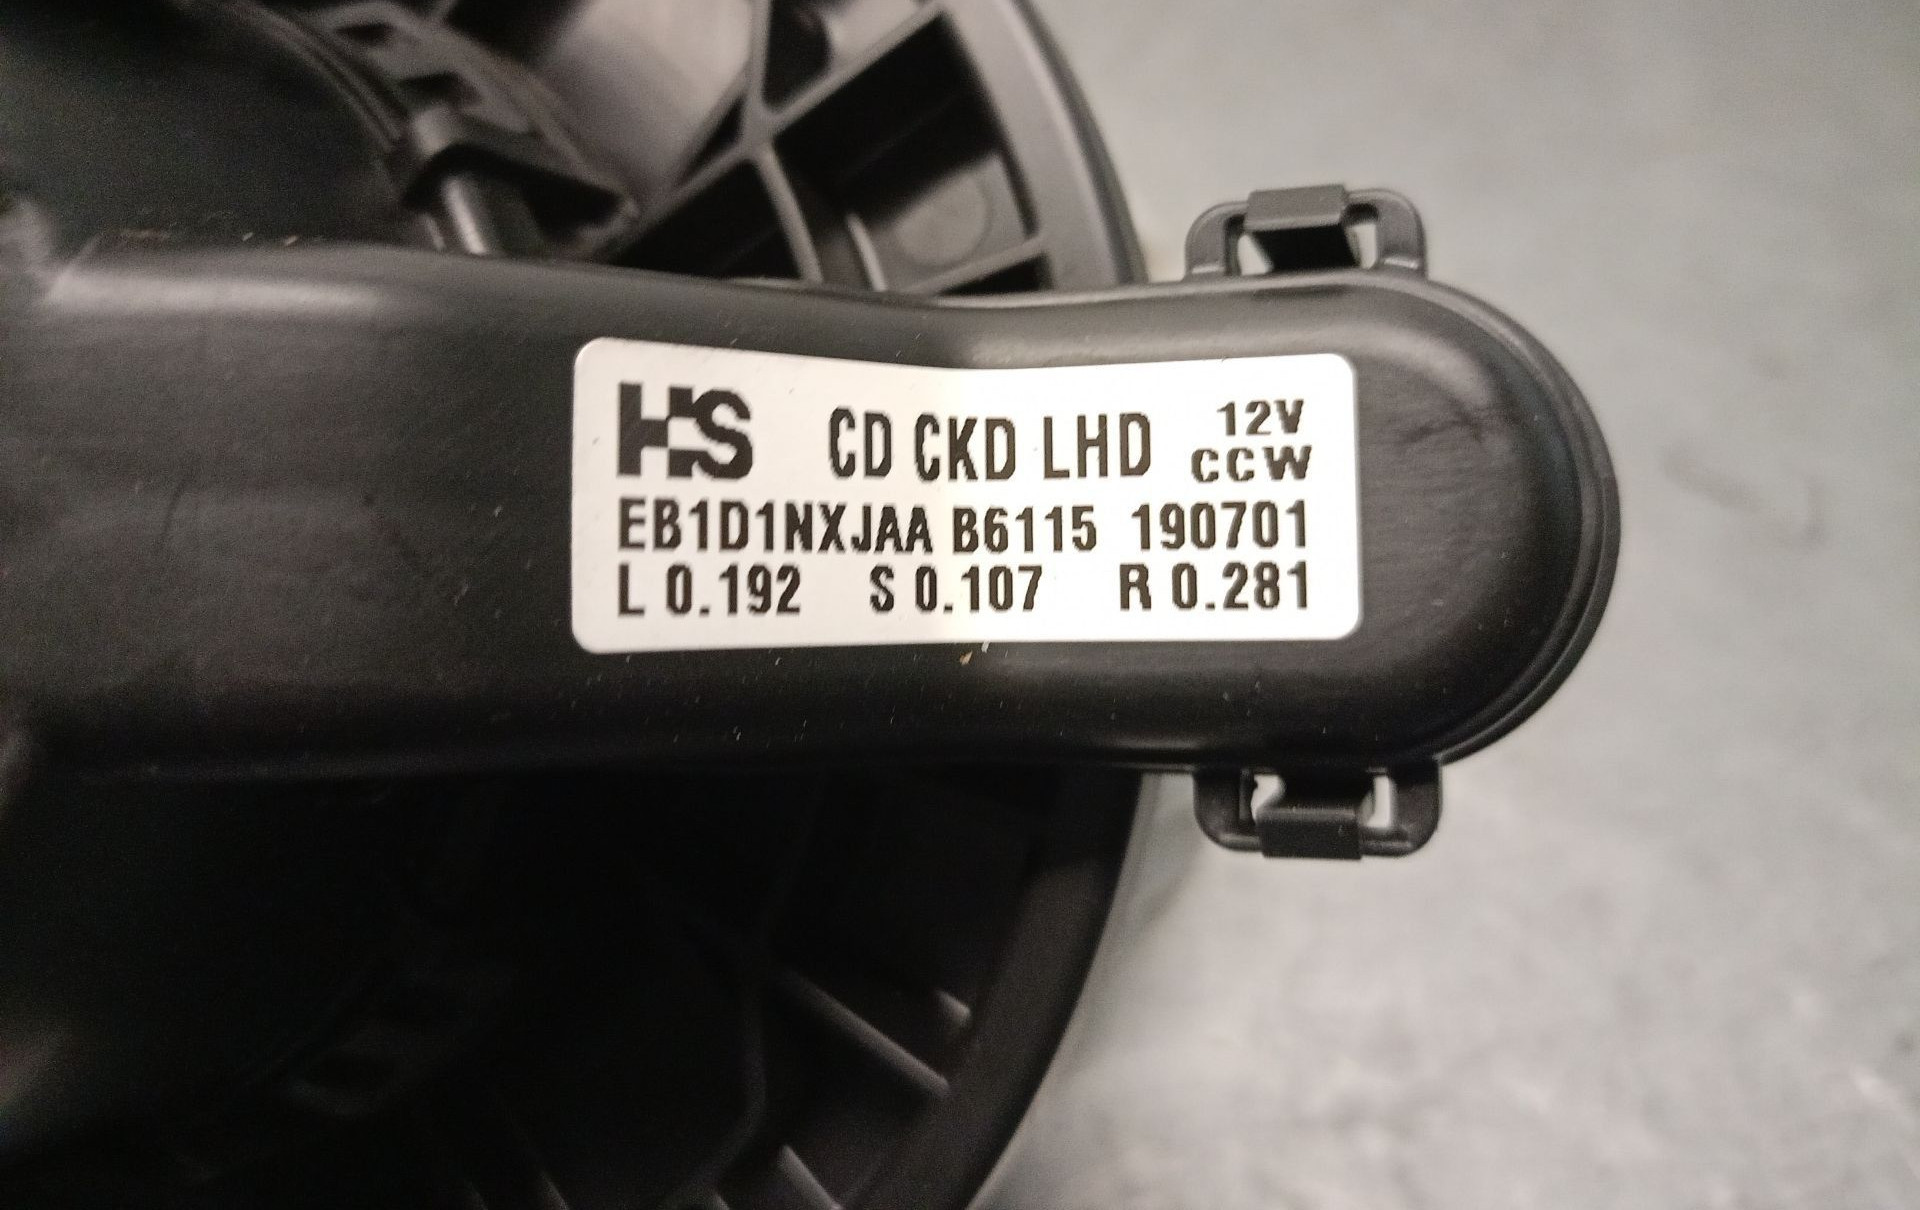 HS CD CKD LHD 12V
CCW
EB1D1NXJAA B6115 190701
L 0.192 S 0.107 R 0.281